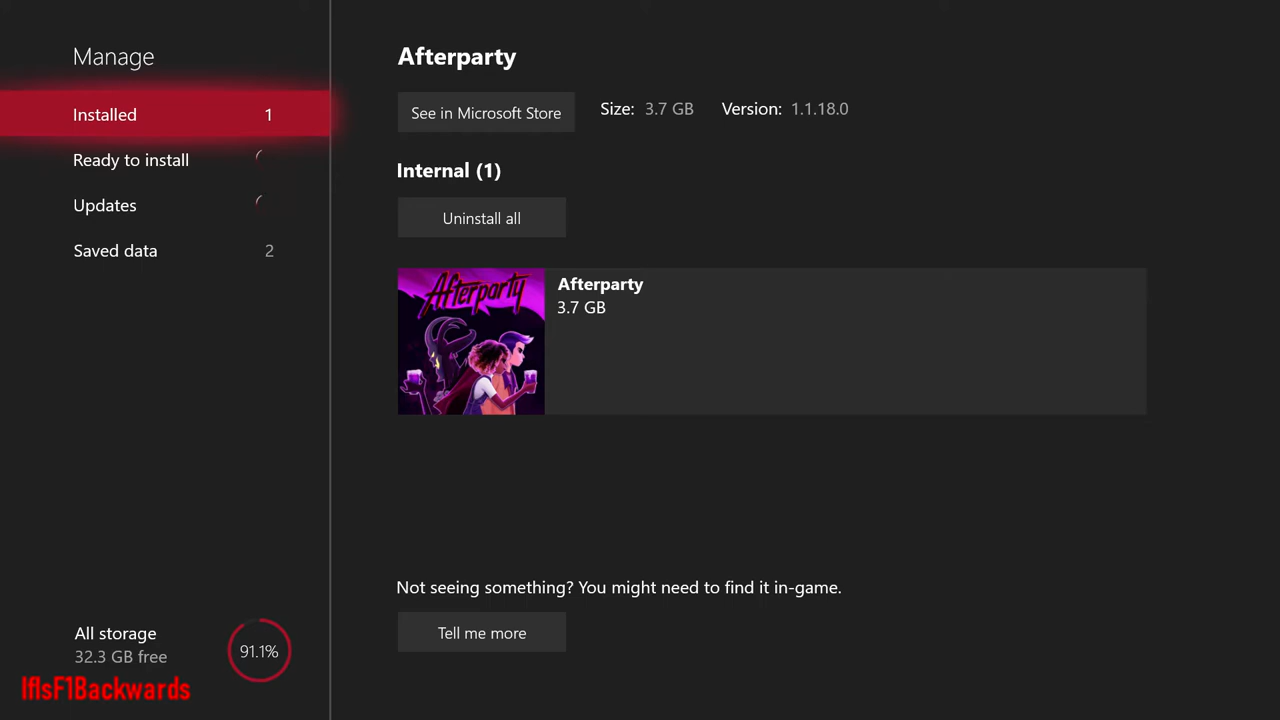 Manage
Installed 1
Ready to install
Updates
Saved data 2
All storage
32.3 GB free
91.1%
IfIsF1Backwards
Afterparty
See in Microsoft Store Size: 3.7 GB Version: 1.1.18.0
Internal (1)
Uninstall all
Afterparty
Afterparty
3.7 GB
Not seeing something? You might need to find it in-game.
Tell me more